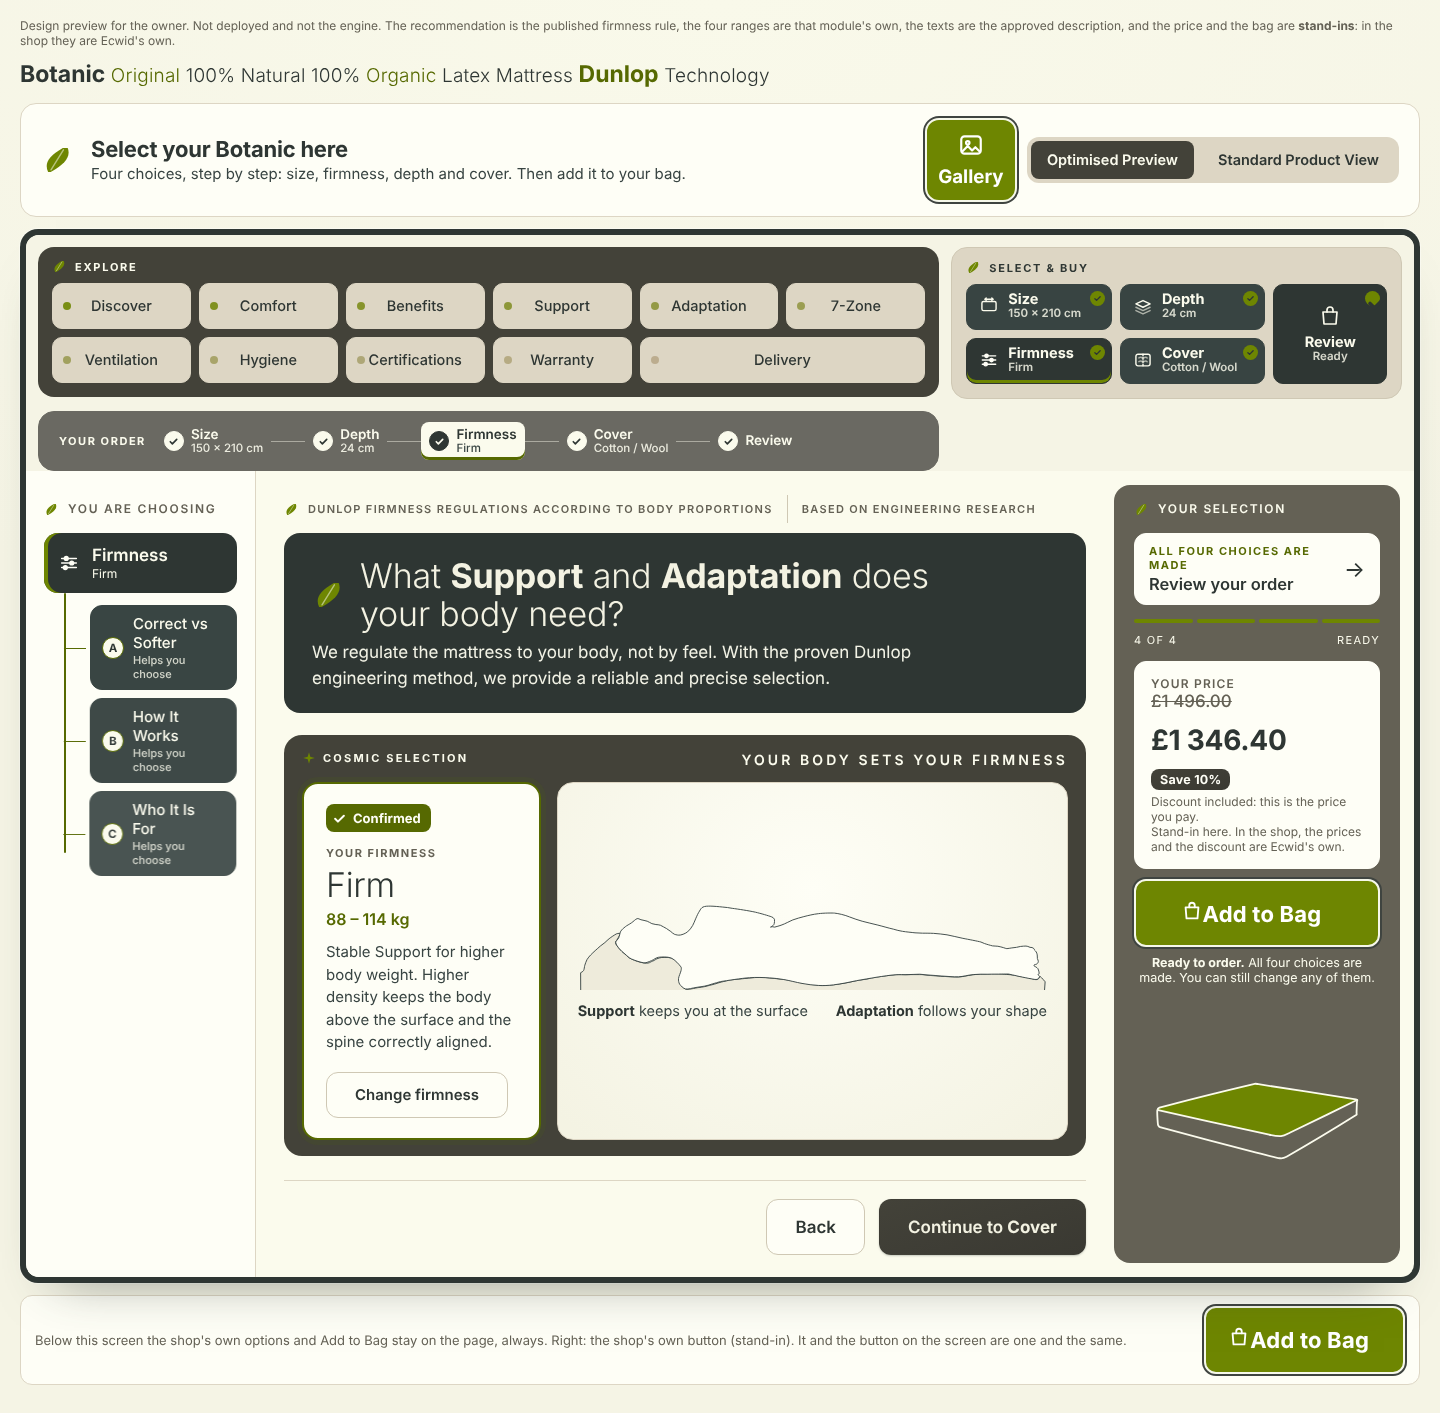 Design preview for the owner. Not deployed and not the engine. The recommendation is the published firmness rule, the four ranges are that module's own, the texts are the approved description, and the price and the bag are stand-ins: in the
shop they are Ecwid's own.
Botanic Original 100% Natural 100% Organic Latex Mattress Dunlop Technology
Select your Botanic here
Four choices, step by step: size, firmness, depth and cover. Then add it to your bag.
Gallery
Optimised Preview
Standard Product View
EXPLORE
Discover
Comfort
Benefits
Support
Adaptation
7-Zone
Ventilation
Hygiene
Certifications
Warranty
Delivery
SELECT & BUY
Size
150 × 210 cm
Depth
24 cm
Firmness
Firm
Cover
Cotton / Wool
Review
Ready
YOUR ORDER
Size
150 × 210 cm
Depth
24 cm
Firmness
Firm
Cover
Cotton / Wool
Review
YOU ARE CHOOSING
Firmness
Firm
A
Correct vs
Softer
Helps you
choose
B
How It
Works
Helps you
choose
C
Who It Is
For
Helps you
choose
DUNLOP FIRMNESS REGULATIONS ACCORDING TO BODY PROPORTIONS
BASED ON ENGINEERING RESEARCH
What Support and Adaptation does
your body need?
We regulate the mattress to your body, not by feel. With the proven Dunlop
engineering method, we provide a reliable and precise selection.
COSMIC SELECTION
YOUR BODY SETS YOUR FIRMNESS
Confirmed
YOUR FIRMNESS
Firm
88 – 114 kg
Stable Support for higher
body weight. Higher
density keeps the body
above the surface and the
spine correctly aligned.
Change firmness
Support keeps you at the surface
Adaptation follows your shape
Back
Continue to Cover
YOUR SELECTION
ALL FOUR CHOICES ARE
MADE
Review your order
4 OF 4
READY
YOUR PRICE
£1 496.00
£1 346.40
Save 10%
Discount included: this is the price
you pay.
Stand-in here. In the shop, the prices
and the discount are Ecwid's own.
Add to Bag
Ready to order. All four choices are
made. You can still change any of them.
Below this screen the shop's own options and Add to Bag stay on the page, always. Right: the shop's own button (stand-in). It and the button on the screen are one and the same.
Add to Bag